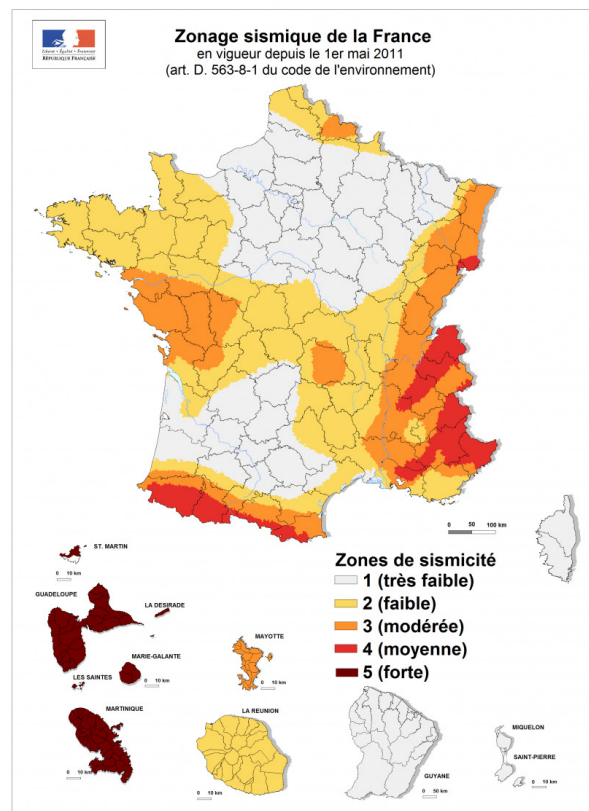 Liberté • Égalité • Fraternité
RÉPUBLIQUE FRANÇAISE
Zonage sismique de la France
en vigueur depuis le 1er mai 2011
(art. D. 563-8-1 du code de l'environnement)
0 50 100 km
Zones de sismicité
1 (très faible)
2 (faible)
3 (modérée)
4 (moyenne)
5 (forte)
ST. MARTIN
0 10 km
GUADELOUPE
LA DESIRADE
MARIE-GALANTE
0 10 km
LES SAINTES
MAYOTTE
0 10 km
MARTINIQUE
0 10 km
LA REUNION
0 10 km
GUYANE
0 50 km
MIQUELON
SAINT-PIERRE
0 10 km